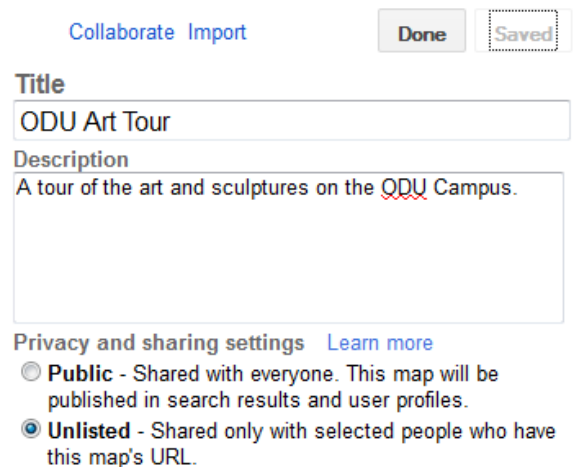 Collaborate Import Done Saved
Title
ODU Art Tour
Description
A tour of the art and sculptures on the ODU Campus.
Privacy and sharing settings Learn more
Public - Shared with everyone. This map will be
published in search results and user profiles.
Unlisted - Shared only with selected people who have
this map's URL.